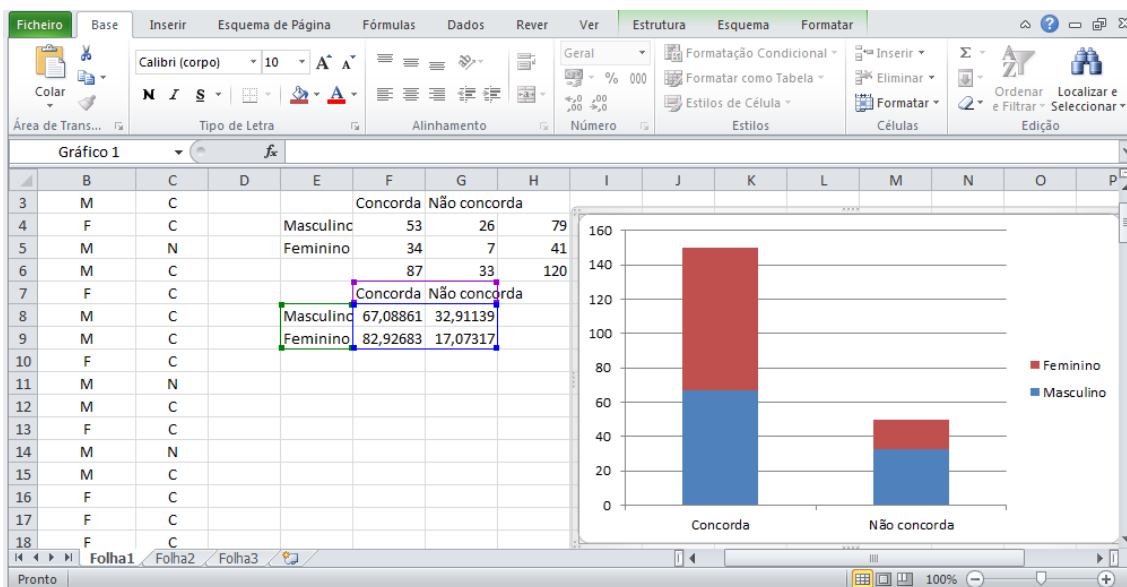 Ficheiro Base Inserir Esquema de Página Fórmulas Dados Rever Ver Estrutura Esquema Formatar
Calibri (corpo) 10 A A Geral Formatação Condicional Inserir Σ
Colar % 000 Formatar como Tabela Eliminar Ordenar e Filtrar Localizar e Seleccionar
N I S A ,00 ,0 Estilos de Célula Formatar
Área de Trans... Tipo de Letra Alinhamento Número Estilos Células Edição
Gráfico 1 fx
B C D E F G H I J K L M N O P
3 M C Concorda Não concorda
4 F C Masculino 53 26 79
5 M N Feminino 34 7 41
6 M C 87 33 120
7 F C Concorda Não concorda
8 M C Masculino 67,08861 32,91139
9 M C Feminino 82,92683 17,07317
10 F C
11 M N
12 M C
13 F C
14 M N
15 M C
16 F C
17 F C
18 F C
160
140
120
100
80
60
40
20
0
Concorda Não concorda
Feminino
Masculino
Folha1 Folha2 Folha3
Pronto 100%